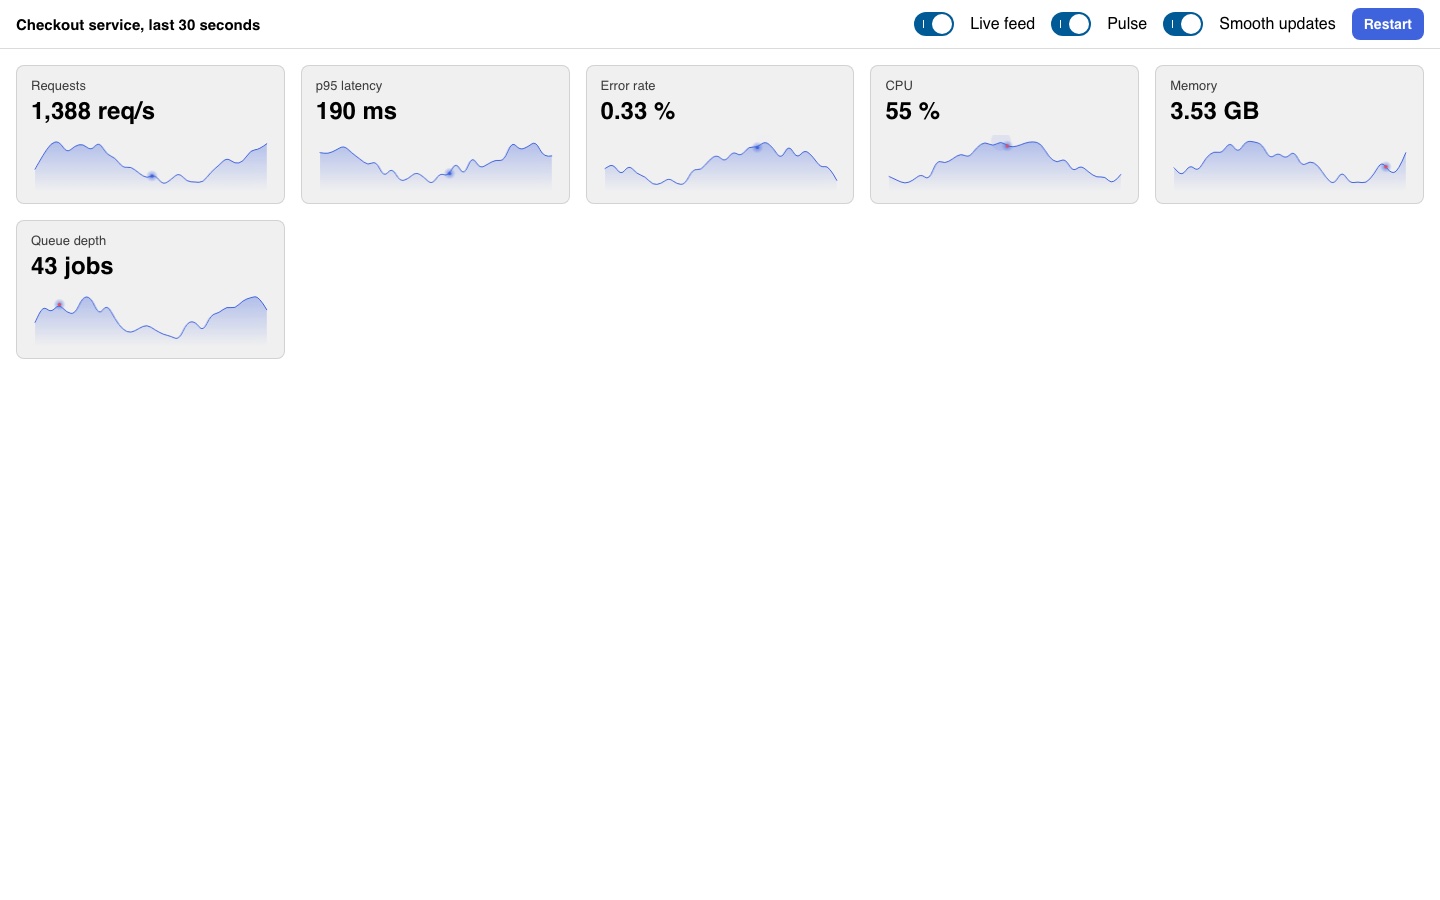 Checkout service, last 30 seconds
Live feed
Pulse
Smooth updates
Restart
Requests
1,388 req/s
p95 latency
190 ms
Error rate
0.33 %
CPU
55 %
Memory
3.53 GB
Queue depth
43 jobs